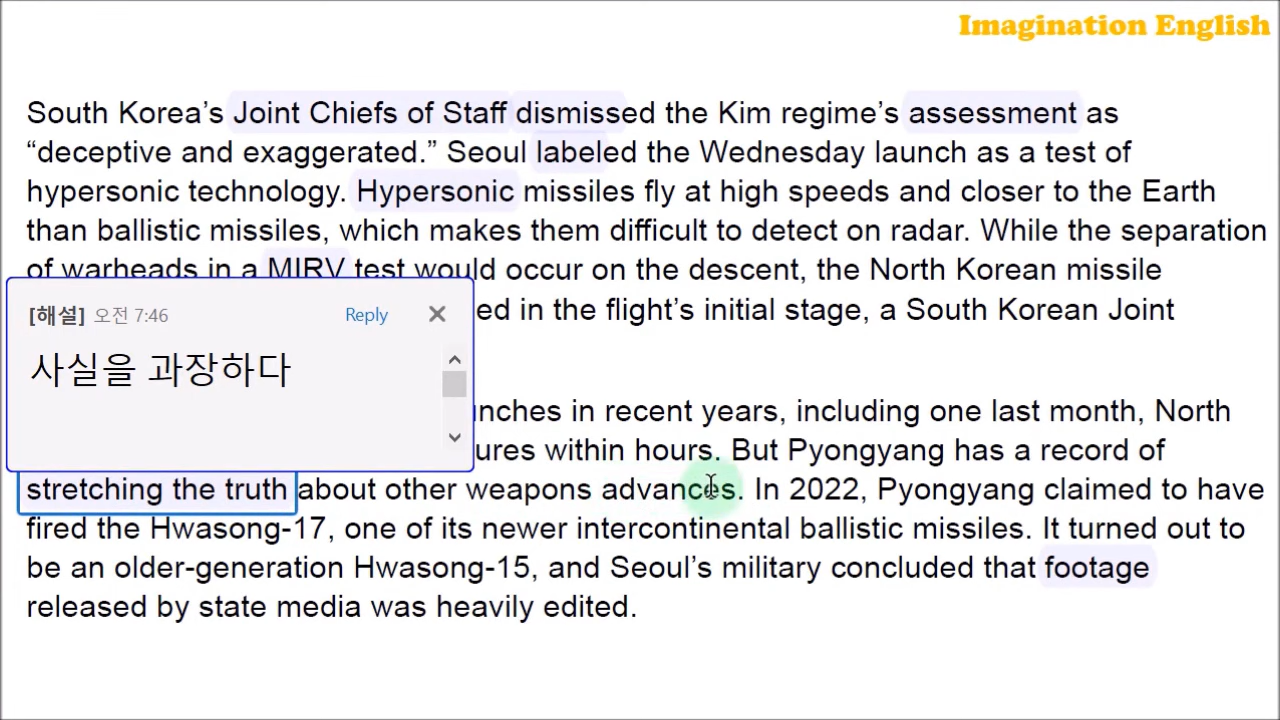 Imagination English
South Korea’s Joint Chiefs of Staff dismissed the Kim regime’s assessment as
“deceptive and exaggerated.” Seoul labeled the Wednesday launch as a test of
hypersonic technology. Hypersonic missiles fly at high speeds and closer to the Earth
than ballistic missiles, which makes them difficult to detect on radar. While the separation
of warheads in a MIRV test would occur on the descent, the North Korean missile
[해설] 오전 7:46 Reply
사실을 과장하다
ed in the flight’s initial stage, a South Korean Joint
in recent years, including one last month, North
within hours. But Pyongyang has a record of
stretching the truth about other weapons advances. In 2022, Pyongyang claimed to have
fired the Hwasong-17, one of its newer intercontinental ballistic missiles. It turned out to
be an older-generation Hwasong-15, and Seoul’s military concluded that footage
released by state media was heavily edited.